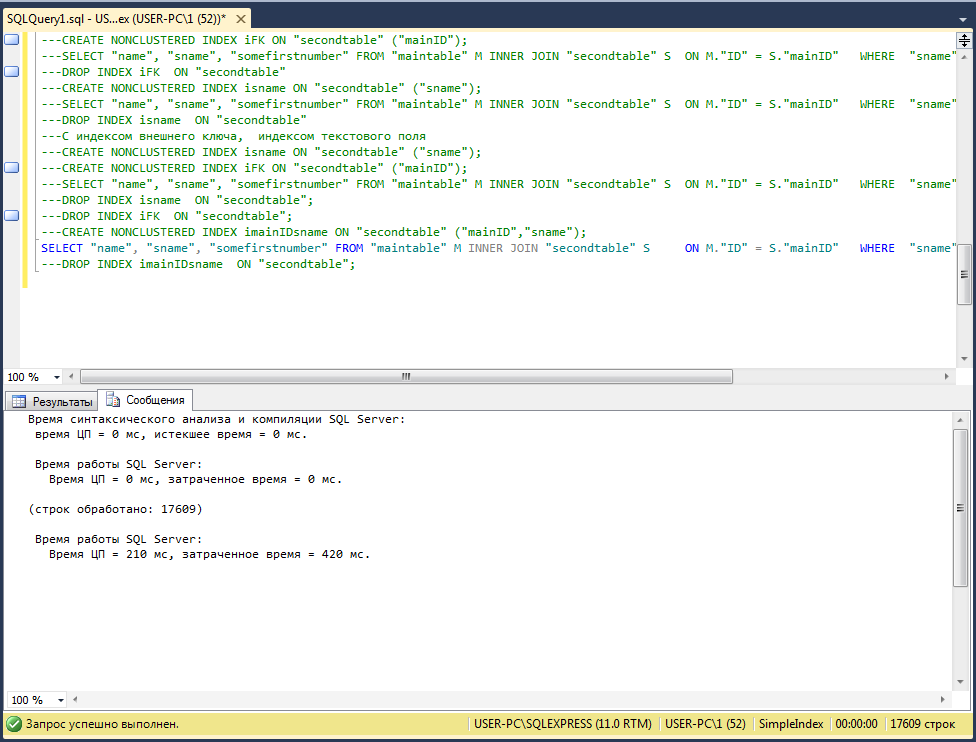 SQLQuery1.sql - US...ex (USER-PC\1 (52))*
---CREATE NONCLUSTERED INDEX iFK ON "secondtable" ("mainID");
---SELECT "name", "sname", "somefirstnumber" FROM "maintable" M INNER JOIN "secondtable" S ON M."ID" = S."mainID" WHERE "sname"
---DROP INDEX iFK ON "secondtable"
---CREATE NONCLUSTERED INDEX isname ON "secondtable" ("sname");
---SELECT "name", "sname", "somefirstnumber" FROM "maintable" M INNER JOIN "secondtable" S ON M."ID" = S."mainID" WHERE "sname"
---DROP INDEX isname ON "secondtable"
---С индексом внешнего ключа, индексом текстового поля
---CREATE NONCLUSTERED INDEX isname ON "secondtable" ("sname");
---CREATE NONCLUSTERED INDEX iFK ON "secondtable" ("mainID");
---SELECT "name", "sname", "somefirstnumber" FROM "maintable" M INNER JOIN "secondtable" S ON M."ID" = S."mainID" WHERE "sname"
---DROP INDEX isname ON "secondtable";
---DROP INDEX iFK ON "secondtable";
---CREATE NONCLUSTERED INDEX imainIDsname ON "secondtable" ("mainID","sname");
SELECT "name", "sname", "somefirstnumber" FROM "maintable" M INNER JOIN "secondtable" S ON M."ID" = S."mainID" WHERE "sname"
---DROP INDEX imainIDsname ON "secondtable";
100 %
Результаты Сообщения
Время синтаксического анализа и компиляции SQL Server:
время ЦП = 0 мс, истекшее время = 0 мс.
Время работы SQL Server:
Время ЦП = 0 мс, затраченное время = 0 мс.
(строк обработано: 17609)
Время работы SQL Server:
Время ЦП = 210 мс, затраченное время = 420 мс.
100 %
Запрос успешно выполнен. USER-PC\SQLEXPRESS (11.0 RTM) USER-PC\1 (52) SimpleIndex 00:00:00 17609 строк